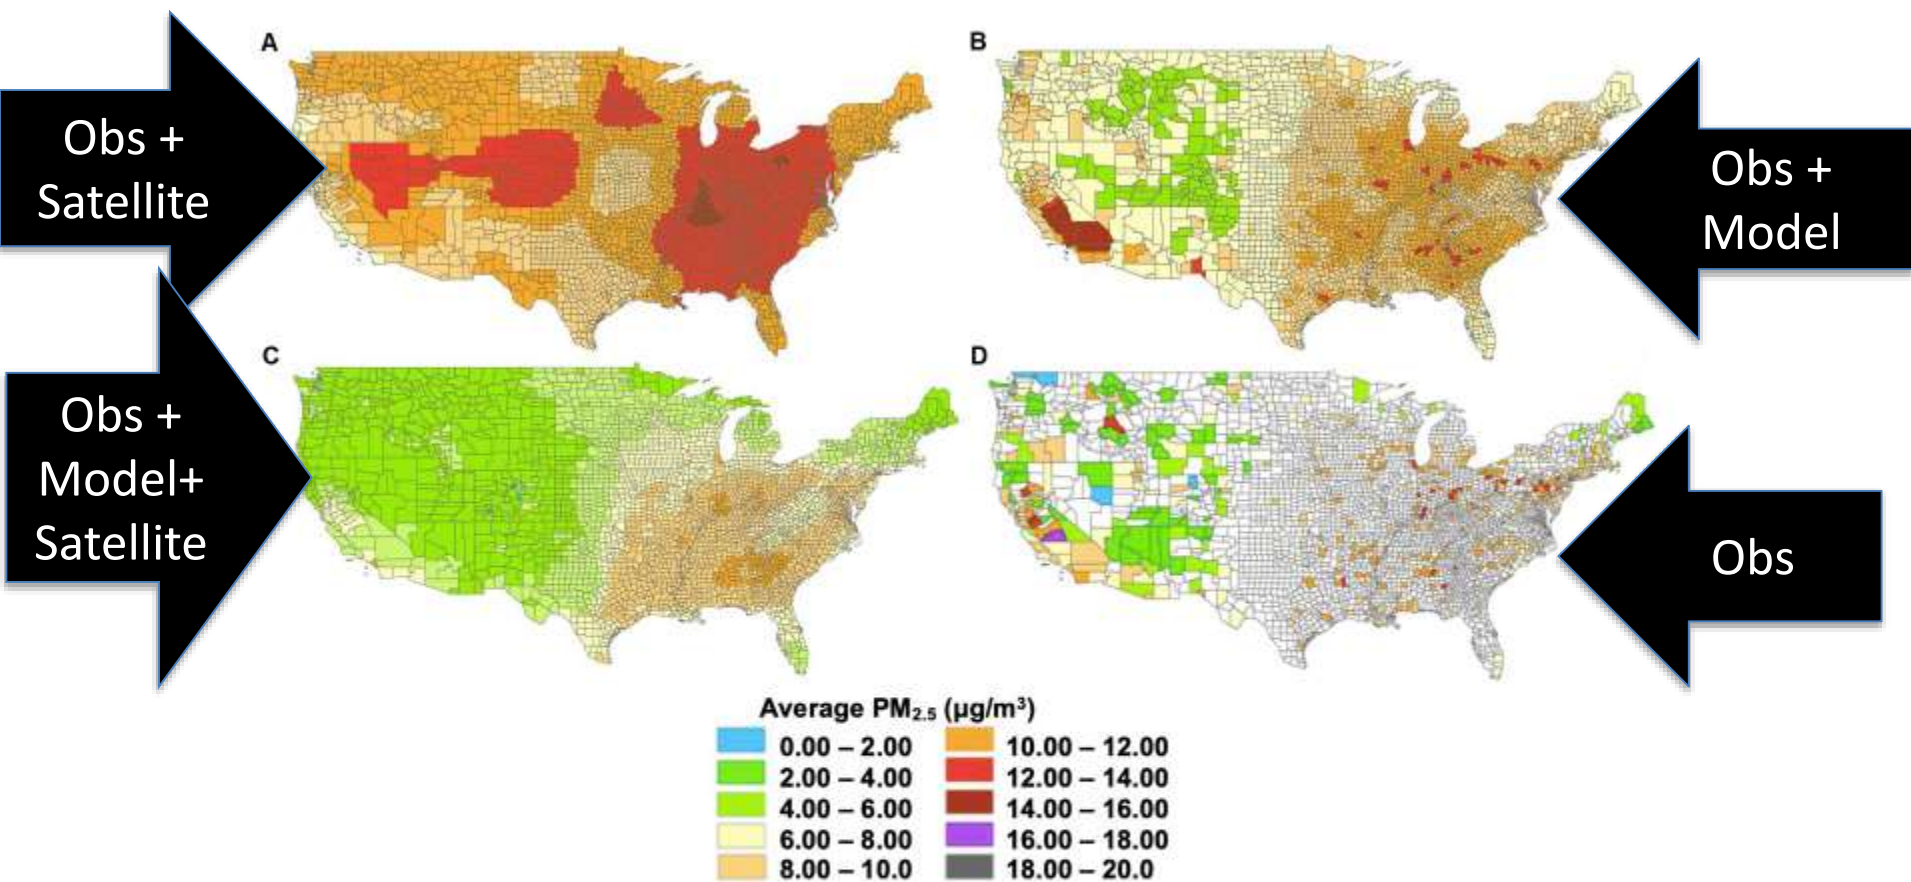 A
B
Obs +
Satellite
Obs +
Model
C
D
Obs +
Model+
Satellite
Obs
Average PM₂.₅ (µg/m³)
0.00 – 2.00
10.00 – 12.00
2.00 – 4.00
12.00 – 14.00
4.00 – 6.00
14.00 – 16.00
6.00 – 8.00
16.00 – 18.00
8.00 – 10.0
18.00 – 20.0